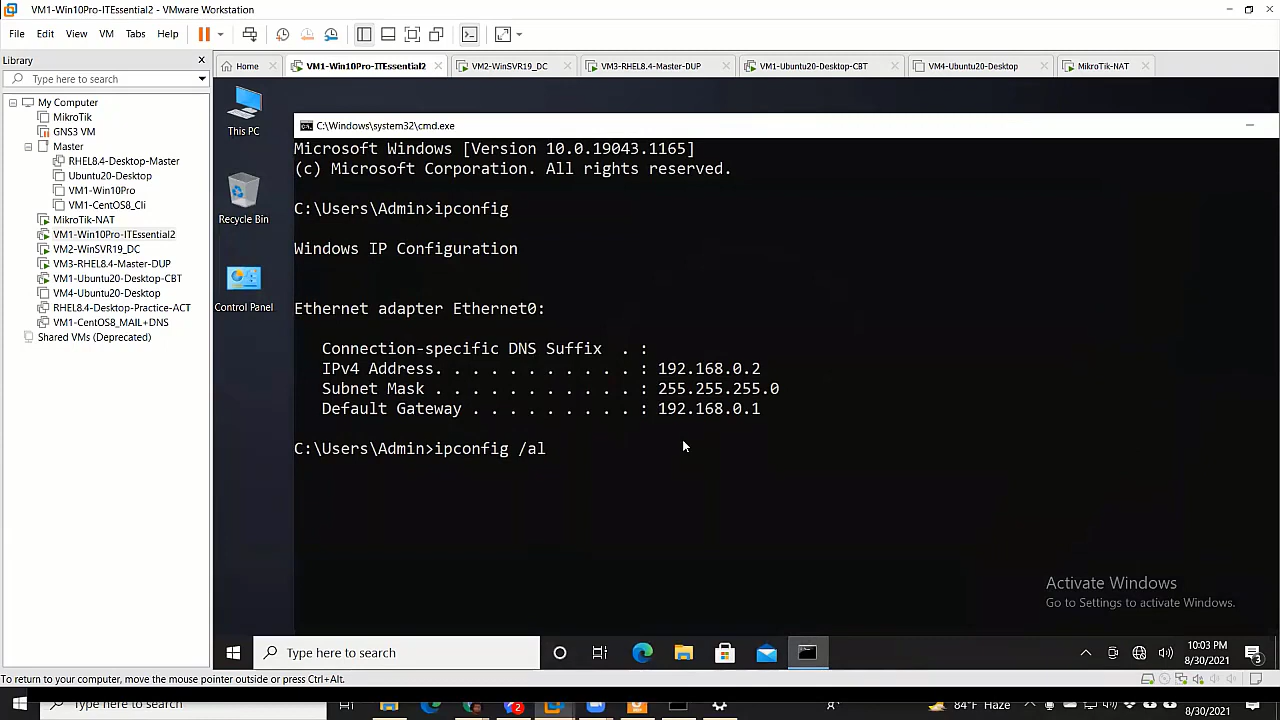 VM1-Win10Pro-ITEssential2 - VMware Workstation
File Edit View VM Tabs Help
Library
Type here to search
Home
VM1-Win10Pro-ITEssential2
VM2-WinSVR19_DC
VM3-RHEL8.4-Master-DUP
VM1-Ubuntu20-Desktop-CBT
VM4-Ubuntu20-Desktop
MikroTik-NAT
My Computer
MikroTik
GNS3 VM
Master
RHEL8.4-Desktop-Master
Ubuntu20-Desktop
VM1-Win10Pro
VM1-CentOS8_Cli
MikroTik-NAT
VM1-Win10Pro-ITEssential2
VM2-WinSVR19_DC
VM3-RHEL8.4-Master-DUP
VM1-Ubuntu20-Desktop-CBT
VM4-Ubuntu20-Desktop
RHEL8.4-Desktop-Practice-ACT
VM1-CentOS8_MAIL+DNS
Shared VMs (Deprecated)
This PC
Recycle Bin
Control Panel
C:\Windows\system32\cmd.exe
Microsoft Windows [Version 10.0.19043.1165]
(c) Microsoft Corporation. All rights reserved.
C:\Users\Admin>ipconfig
Windows IP Configuration
Ethernet adapter Ethernet0:
Connection-specific DNS Suffix . :
IPv4 Address. . . . . . . . . . . : 192.168.0.2
Subnet Mask . . . . . . . . . . . : 255.255.255.0
Default Gateway . . . . . . . . . : 192.168.0.1
C:\Users\Admin>ipconfig /al
Activate Windows
Go to Settings to activate Windows.
Type here to search
10:03 PM
8/30/2021
3
To return to your computer, move the mouse pointer outside or press Ctrl+Alt.
Type here to search
2
84°F Haze
8/30/2021